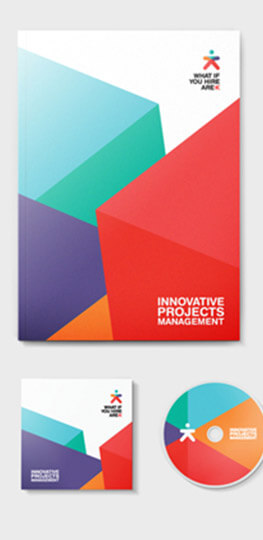 WHAT IF
YOU HIRE
ARE
INNOVATIVE
PROJECTS
MANAGEMENT
WHAT IF
YOU HIRE
ARE
INNOVATIVE
PROJECTS
MANAGEMENT
INNOVATIVE
PROJECTS
MANAGEMENT